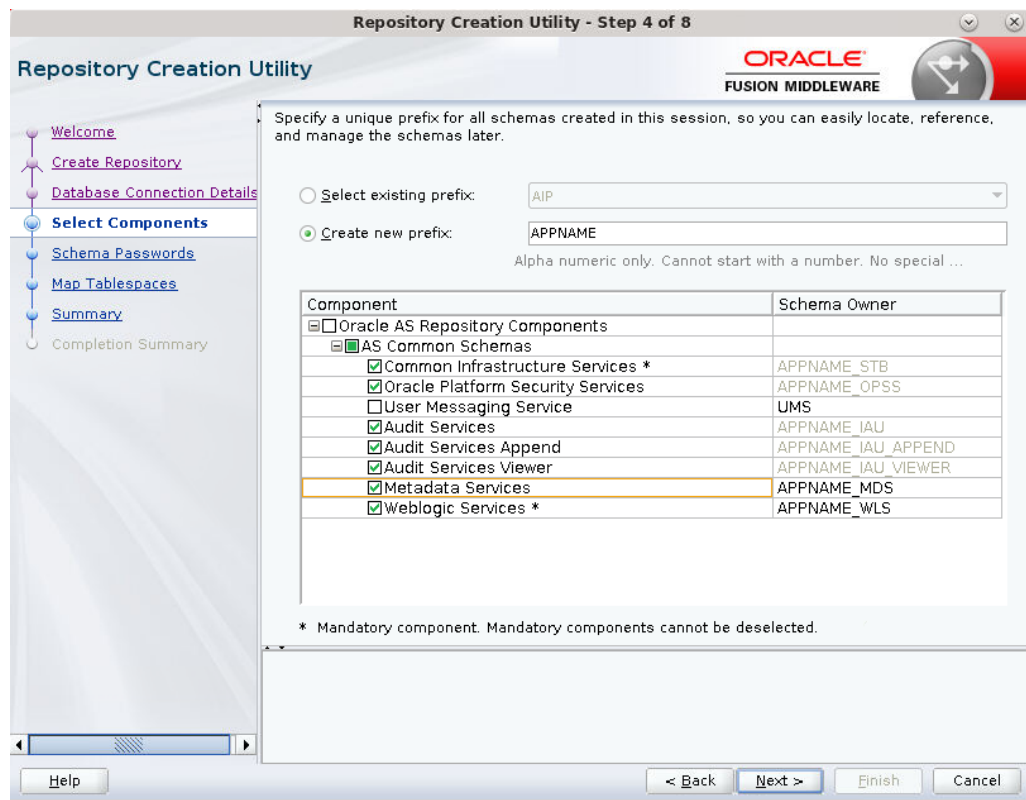 Repository Creation Utility - Step 4 of 8
Repository Creation Utility
ORACLE
FUSION MIDDLEWARE
Welcome
Create Repository
Database Connection Details
Select Components
Schema Passwords
Map Tablespaces
Summary
Completion Summary
Specify a unique prefix for all schemas created in this session, so you can easily locate, reference,
and manage the schemas later.
Select existing prefix: AIP
Create new prefix: APPNAME
Alpha numeric only. Cannot start with a number. No special ...
Component Schema Owner
Oracle AS Repository Components
AS Common Schemas
Common Infrastructure Services * APPNAME_STB
Oracle Platform Security Services APPNAME_OPSS
User Messaging Service UMS
Audit Services APPNAME_IAU
Audit Services Append APPNAME_IAU_APPEND
Audit Services Viewer APPNAME_IAU_VIEWER
Metadata Services APPNAME_MDS
Weblogic Services * APPNAME_WLS
* Mandatory component. Mandatory components cannot be deselected.
Help < Back Next > Finish Cancel